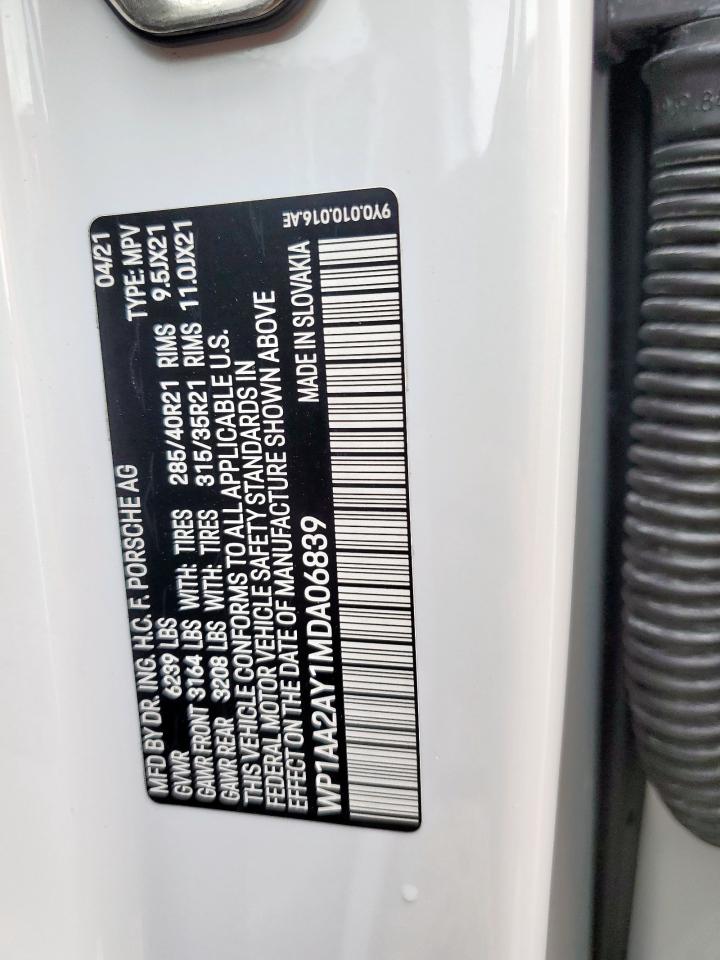 MFD BY DR. ING. H.C. F. PORSCHE AG 04/21
GVWR 6239 LBS TYPE: MPV
GAWR FRONT 3164 LBS WITH: TIRES 285/40R21 RIMS 9.5JX21
GAWR REAR 3208 LBS WITH: TIRES 315/35R21 RIMS 11.0JX21
THIS VEHICLE CONFORMS TO ALL APPLICABLE U.S.
FEDERAL MOTOR VEHICLE SAFETY STANDARDS IN
EFFECT ON THE DATE OF MANUFACTURE SHOWN ABOVE
WP1AA2AY1MDA06839 MADE IN SLOVAKIA
9Y0.010.016.AE